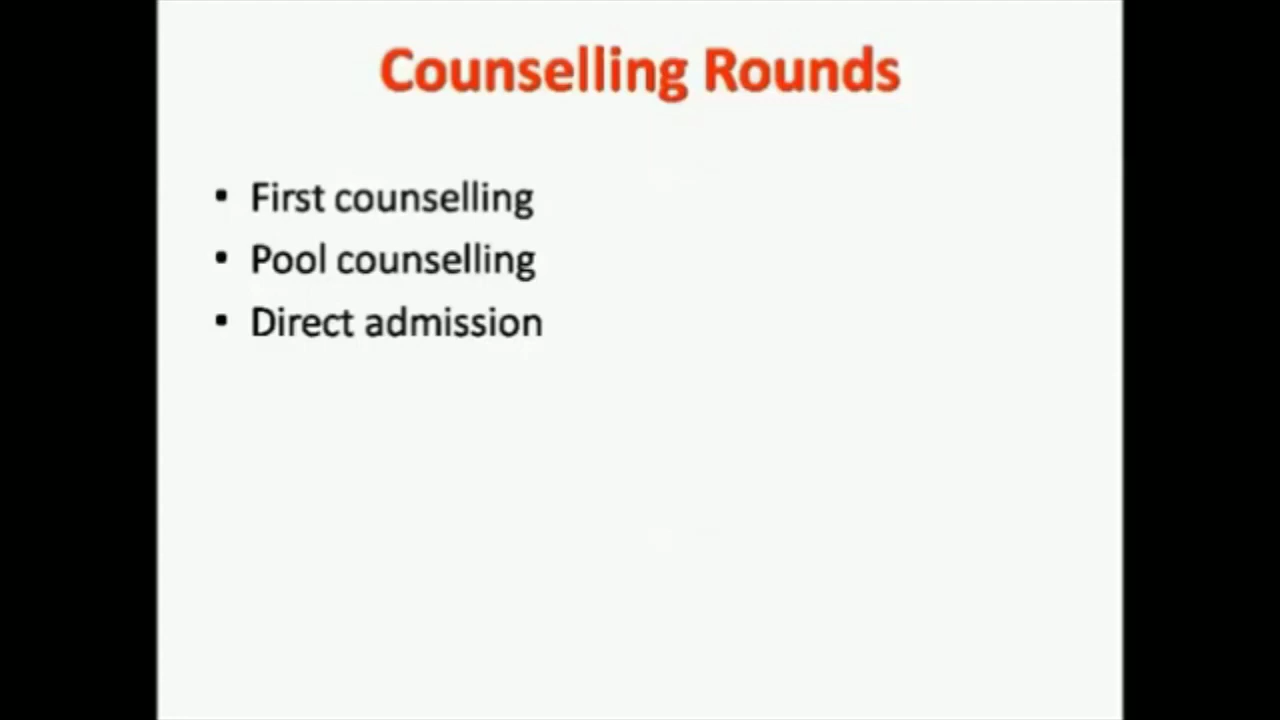 Counselling Rounds
• First counselling
• Pool counselling
• Direct admission